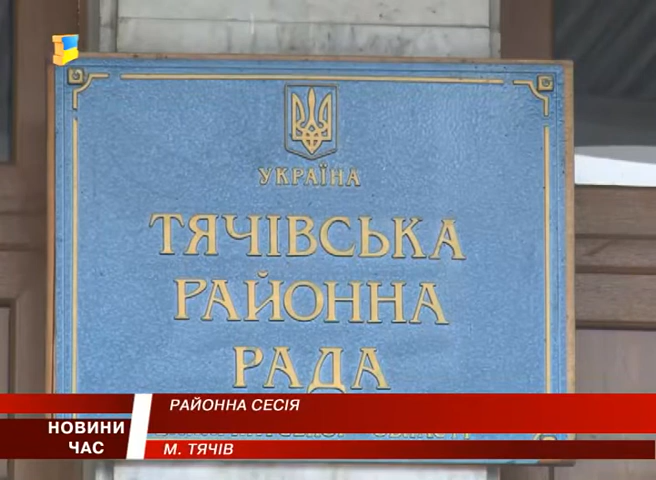 УКРАЇНА
ТЯЧІВСЬКА
РАЙОННА
РАДА
РАЙОННА СЕСІЯ
НОВИНИ
ЧАС
М. ТЯЧІВ